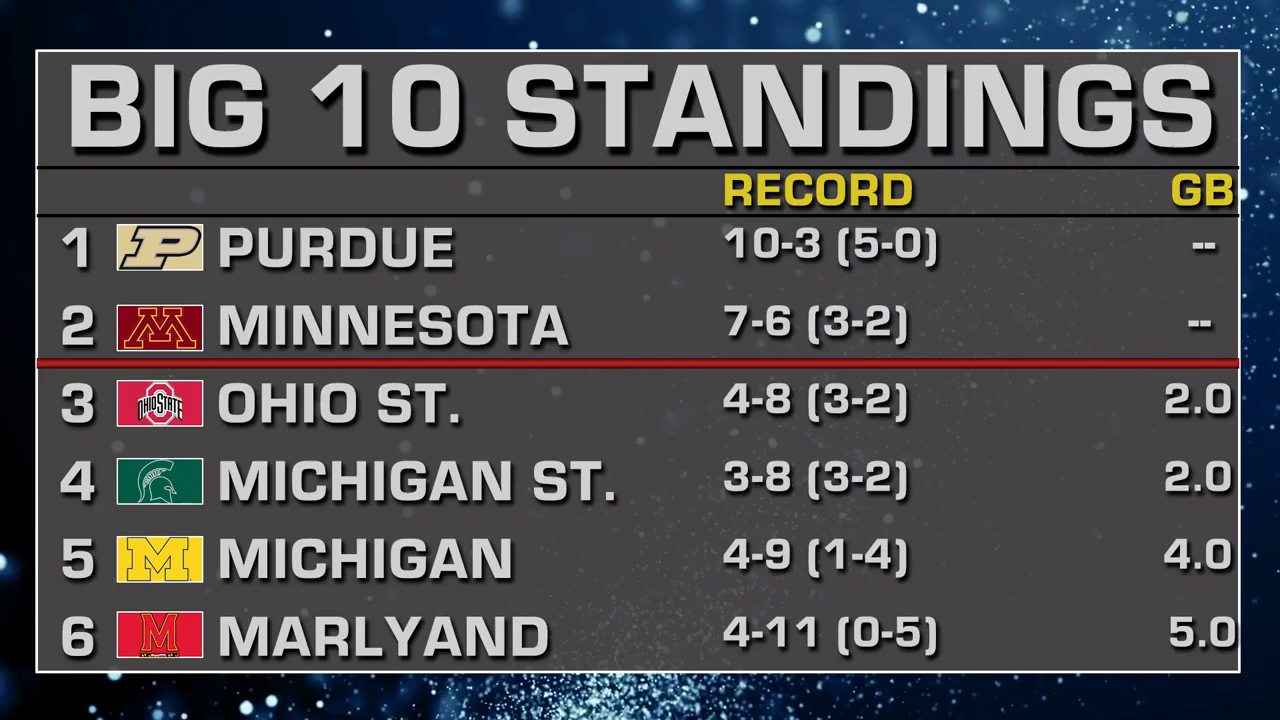 BIG 10 STANDINGS
RECORD GB
1 P PURDUE 10-3 (5-0) --
2 M MINNESOTA 7-6 (3-2) --
3 OHIO STATE OHIO ST. 4-8 (3-2) 2.0
4 MICHIGAN ST. 3-8 (3-2) 2.0
5 M MICHIGAN 4-9 (1-4) 4.0
6 M MARLYAND 4-11 (0-5) 5.0